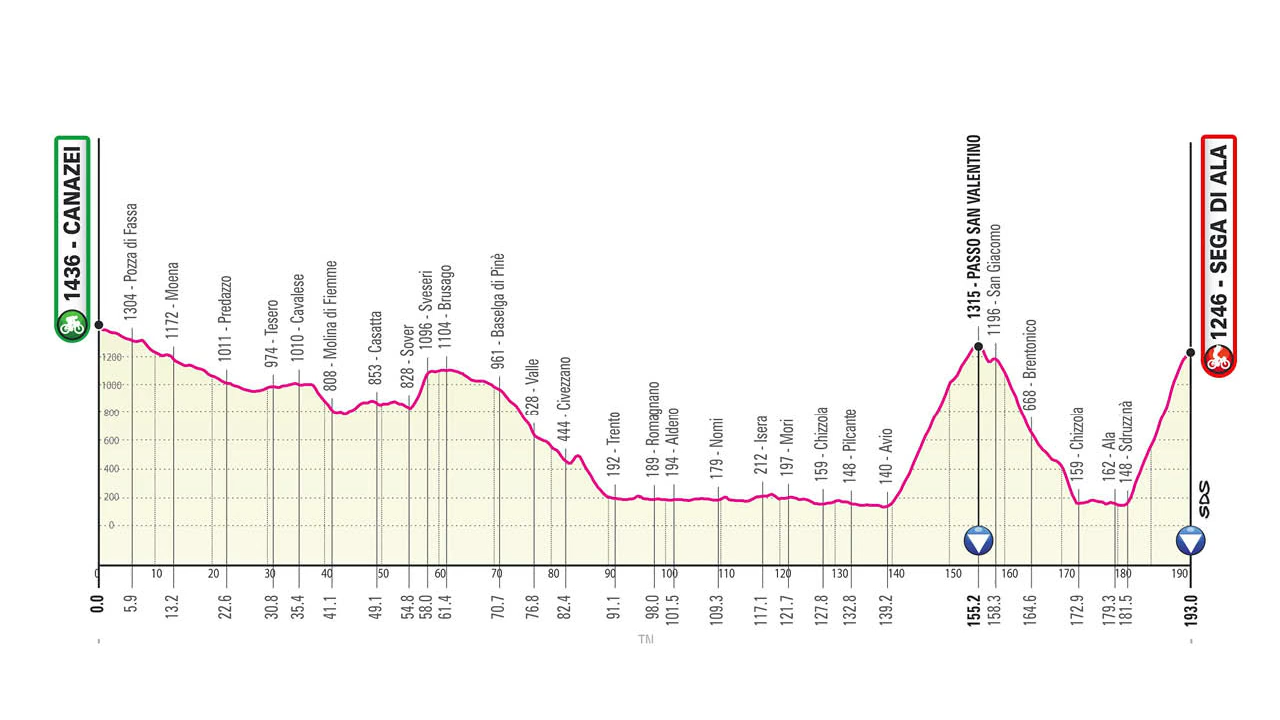 1436 - CANAZEI
1304 - Pozza di Fassa
1172 - Moena
1011 - Predazzo
974 - Tesero
1010 - Cavalese
808 - Molina di Fiemme
853 - Casatta
828 - Sover
1096 - Sveseri
1104 - Brusago
961 - Baselga di Pinè
628 - Valle
444 - Civezzano
192 - Trento
189 - Romagnano
194 - Aldeno
179 - Nomi
212 - Isera
197 - Mori
159 - Chizzola
148 - Pilcante
140 - Avio
1315 - PASSO SAN VALENTINO
1196 - San Giacomo
668 - Brentonico
159 - Chizzola
162 - Ala
148 - Sdruzznà
1246 - SEGA DI ALA
1200
1000
800
600
400
200
0
SDS
0 10 20 30 40 50 60 70 80 90 100 110 120 130 140 150 160 170 180 190
0.0 5.9 13.2 22.6 30.8 35.4 41.1 49.1 54.8 58.0 61.4 70.7 76.8 82.4 91.1 98.0 101.5 109.3 117.1 121.7 127.8 132.8 139.2 155.2 158.3 164.6 172.9 179.3 181.5 193.0
TN